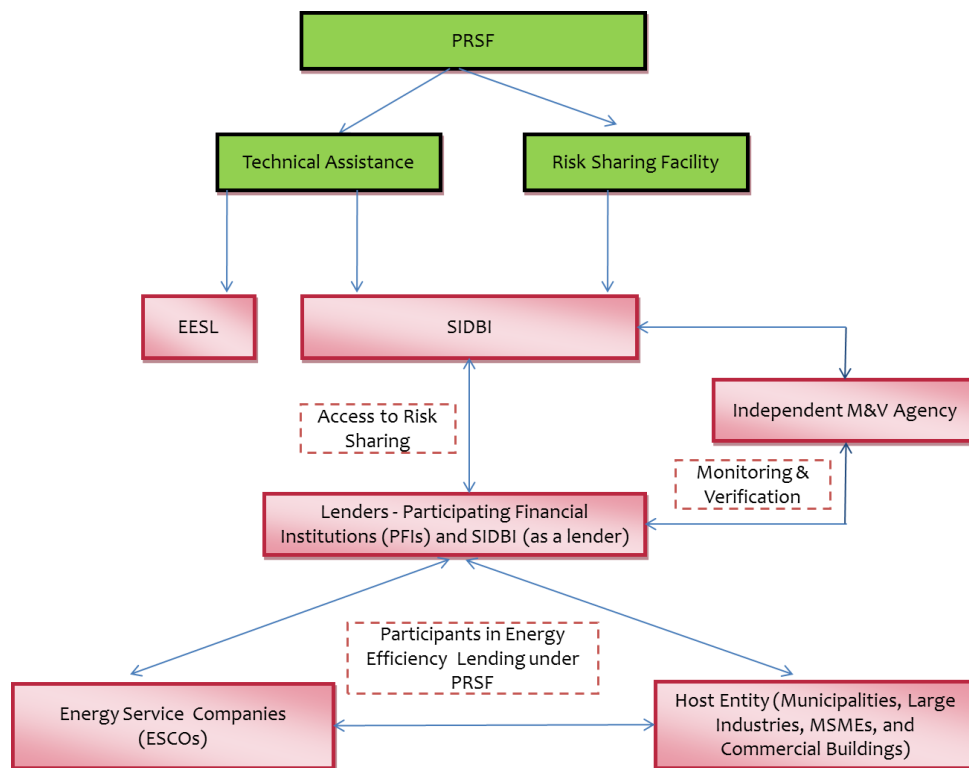 PRSF
Technical Assistance
Risk Sharing Facility
EESL
SIDBI
Independent M&V Agency
Access to Risk
Sharing
Monitoring &
Verification
Lenders - Participating Financial
Institutions (PFIs) and SIDBI (as a lender)
Participants in Energy
Efficiency Lending under
PRSF
Energy Service Companies
(ESCOs)
Host Entity (Municipalities, Large
Industries, MSMEs, and
Commercial Buildings)